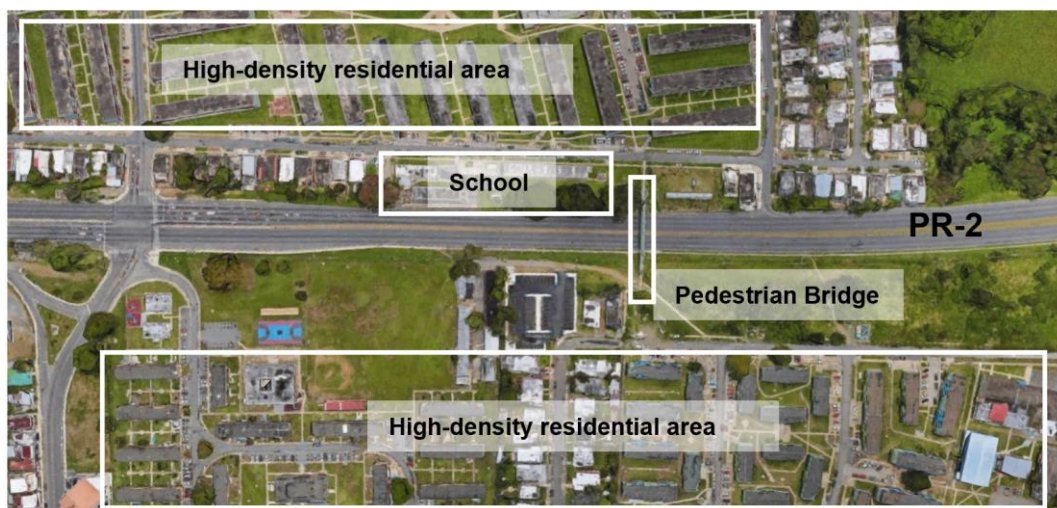 High-density residential area
School
PR-2
Pedestrian Bridge
High-density residential area